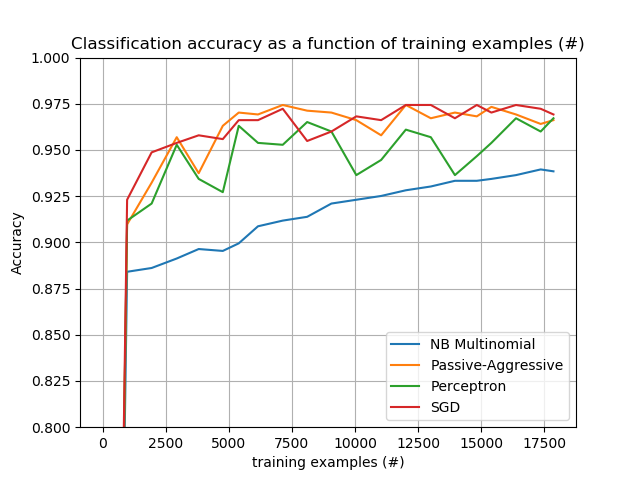 Classification accuracy as a function of training examples (#)
1.000
0.975
0.950
0.925
0.900
0.875
0.850
0.825
0.800
Accuracy
NB Multinomial
Passive-Aggressive
Perceptron
SGD
0 2500 5000 7500 10000 12500 15000 17500
training examples (#)